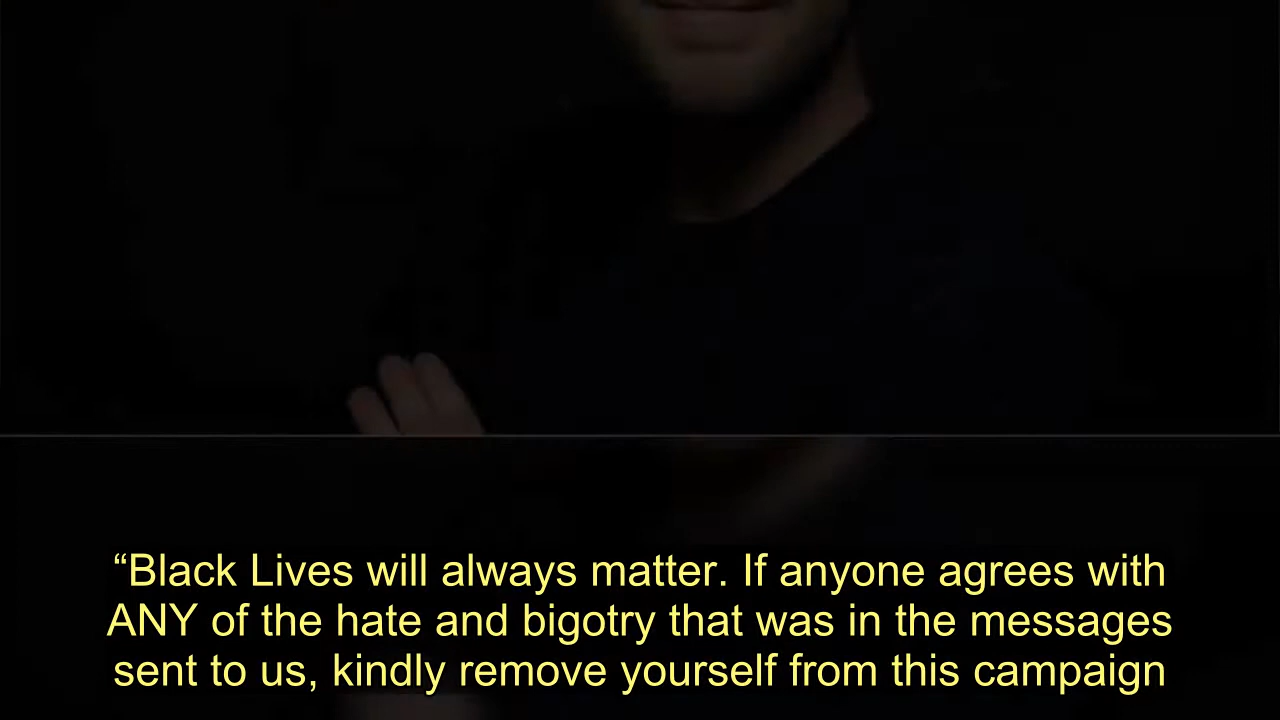 “Black Lives will always matter. If anyone agrees with
ANY of the hate and bigotry that was in the messages
sent to us, kindly remove yourself from this campaign